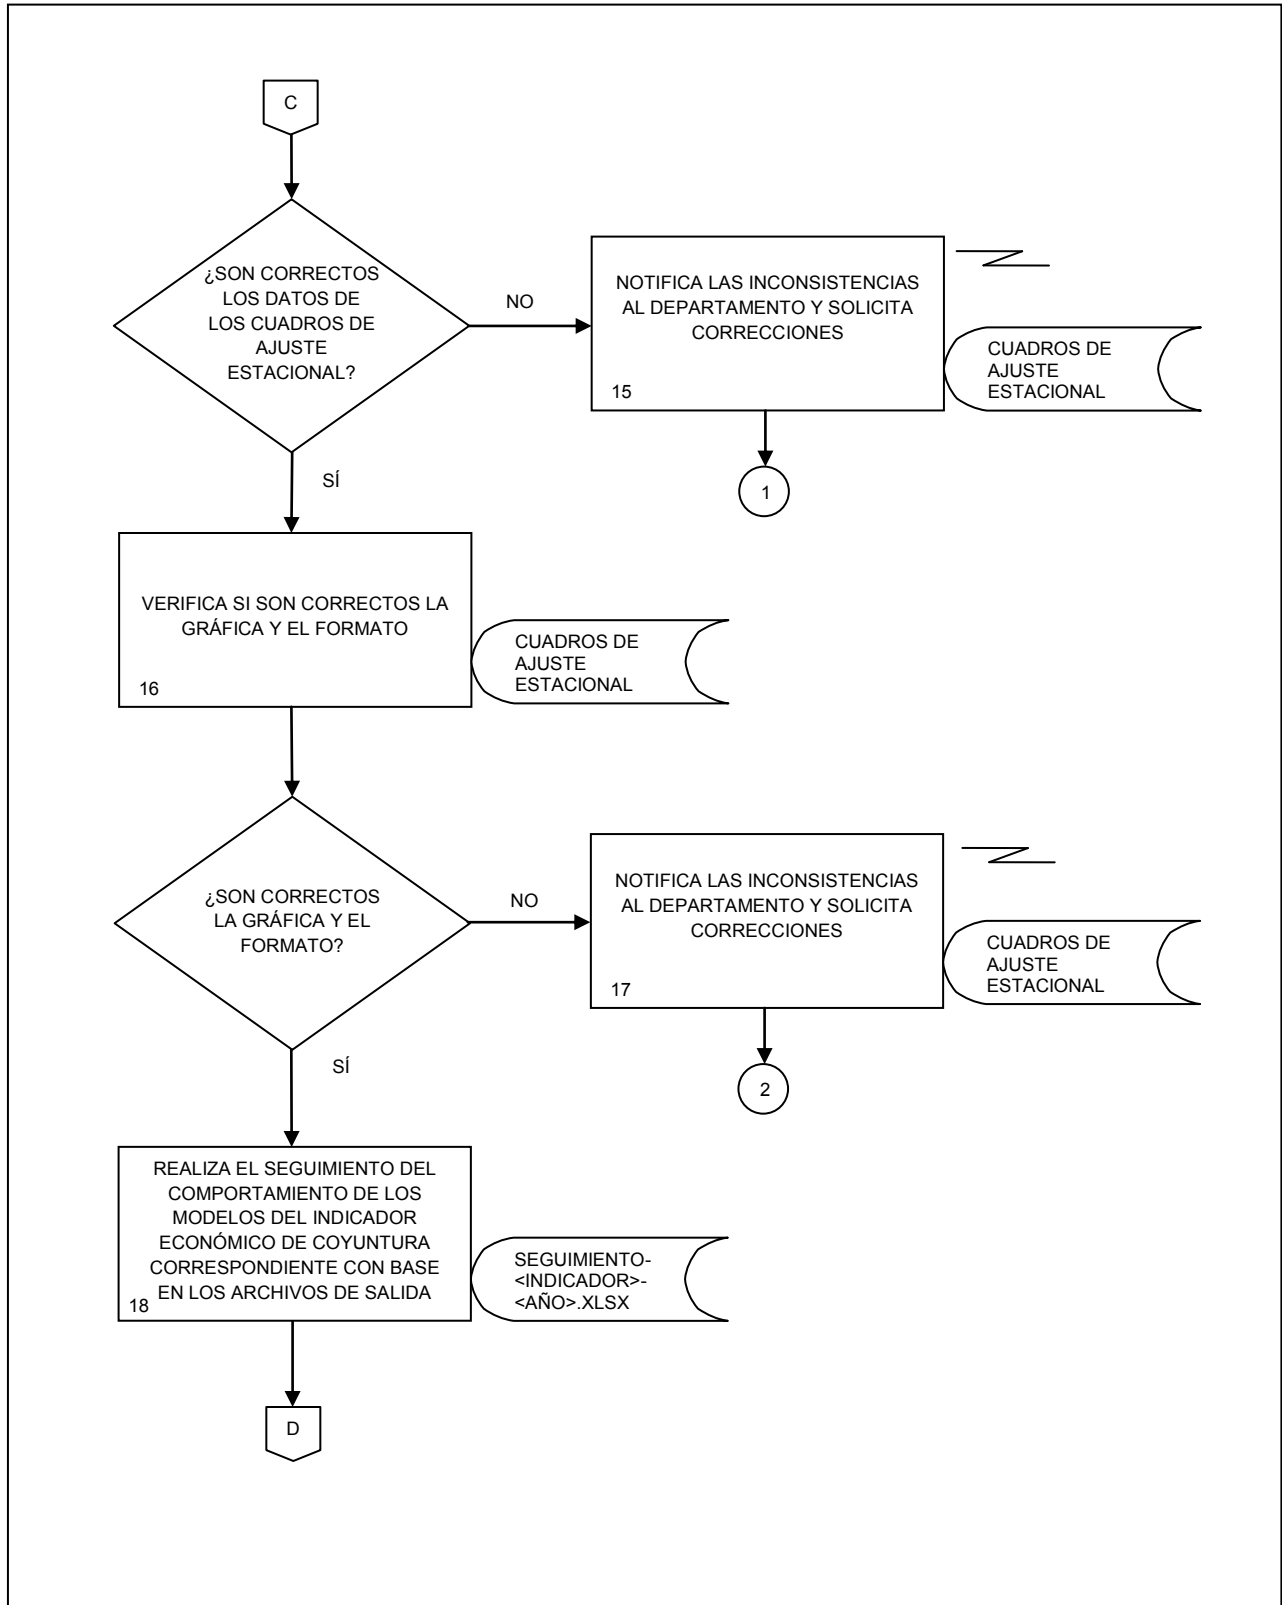 C
¿SON CORRECTOS
LOS DATOS DE
LOS CUADROS DE
AJUSTE
ESTACIONAL?
NO
NOTIFICA LAS INCONSISTENCIAS
AL DEPARTAMENTO Y SOLICITA
CORRECCIONES
15
CUADROS DE
AJUSTE
ESTACIONAL
1
SÍ
VERIFICA SI SON CORRECTOS LA
GRÁFICA Y EL FORMATO
16
CUADROS DE
AJUSTE
ESTACIONAL
¿SON CORRECTOS
LA GRÁFICA Y EL
FORMATO?
NO
NOTIFICA LAS INCONSISTENCIAS
AL DEPARTAMENTO Y SOLICITA
CORRECCIONES
17
CUADROS DE
AJUSTE
ESTACIONAL
2
SÍ
REALIZA EL SEGUIMIENTO DEL
COMPORTAMIENTO DE LOS
MODELOS DEL INDICADOR
ECONÓMICO DE COYUNTURA
CORRESPONDIENTE CON BASE
EN LOS ARCHIVOS DE SALIDA
18
SEGUIMIENTO-
<INDICADOR>-
<AÑO>.XLSX
D